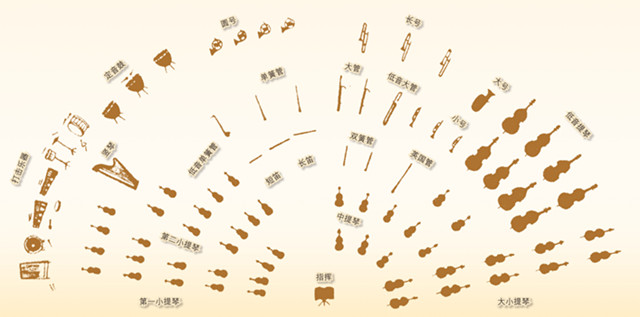 圆号
长号
定音鼓
单簧管
大管
低音大管
大号
小号
低音提琴
打击乐器
竖琴
低音单簧管
短笛
长笛
双簧管
英国管
第二小提琴
中提琴
指挥
第一小提琴
大小提琴